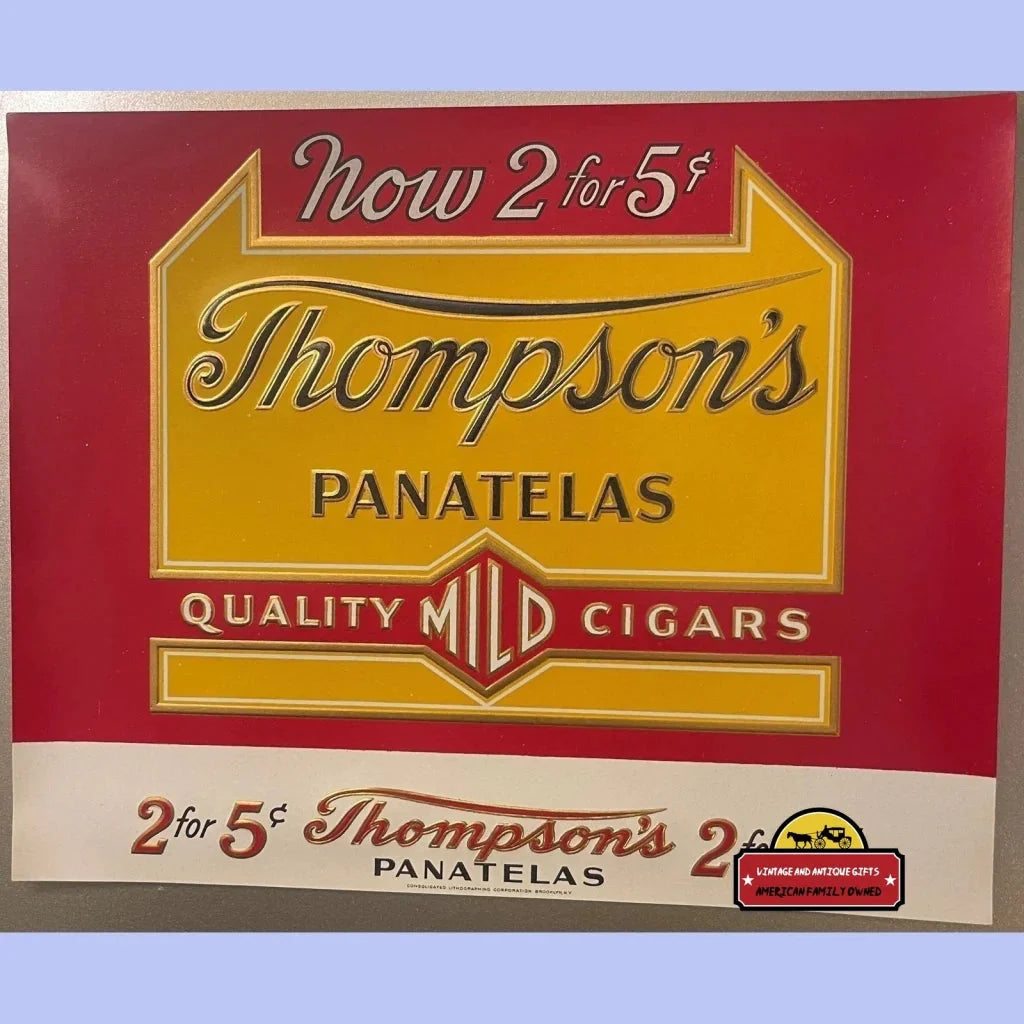 Now 2 for 5¢
Thompson's
PANATELAS
QUALITY MILD CIGARS
2 for 5¢ Thompson's 2 fo
PANATELAS
CONSOLIDATED LITHOGRAPHING CORPORATION BROOKLYN, N.Y.
VINTAGE AND ANTIQUE GIFTS
AMERICAN FAMILY OWNED